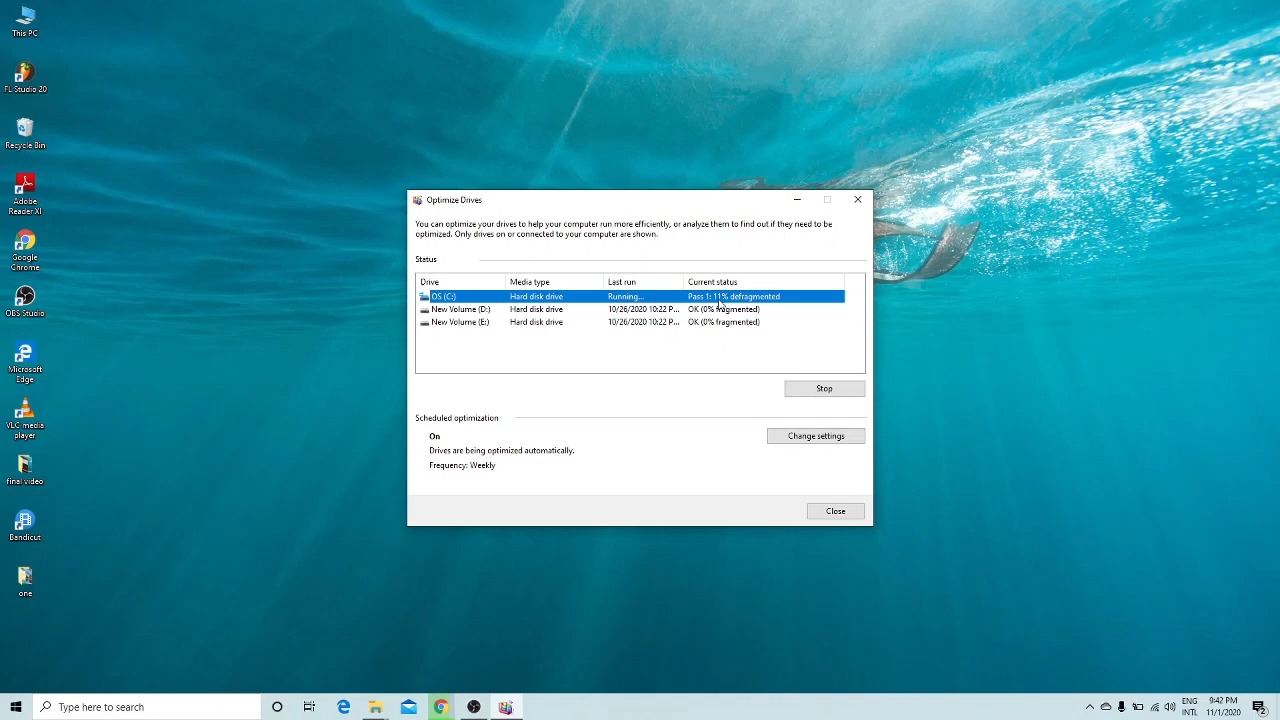 This PC
FL Studio 20
Recycle Bin
Adobe
Reader XI
Google
Chrome
OBS Studio
Microsoft
Edge
VLC media
player
final video
Bandicut
one
Optimize Drives
You can optimize your drives to help your computer run more efficiently, or analyze them to find out if they need to be
optimized. Only drives on or connected to your computer are shown.
Status
Drive Media type Last run Current status
OS (C:) Hard disk drive Running... Pass 1: 11% defragmented
New Volume (D:) Hard disk drive 10/26/2020 10:22 P... OK (0% fragmented)
New Volume (E:) Hard disk drive 10/26/2020 10:22 P... OK (0% fragmented)
Stop
Scheduled optimization
On
Change settings
Drives are being optimized automatically.
Frequency: Weekly
Close
Type here to search
ENG
INTL
9:42 PM
11/1/2020
2